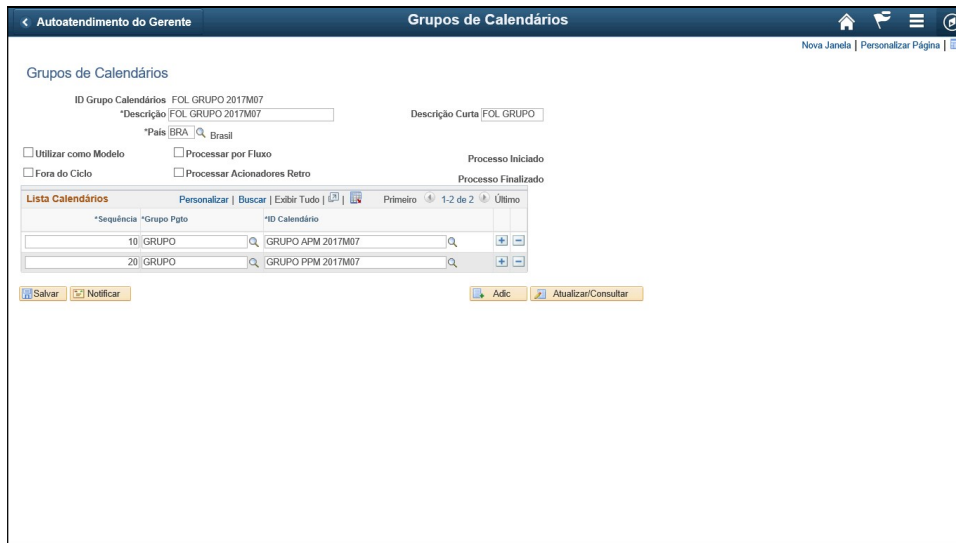 Autoatendimento do Gerente
Grupos de Calendários
Nova Janela | Personalizar Página |
Grupos de Calendários
ID Grupo Calendários FOL GRUPO 2017M07
*Descrição FOL GRUPO 2017M07 Descrição Curta FOL GRUPO
*País BRA Brasil
Utilizar como Modelo Processar por Fluxo Processo Iniciado
Fora do Ciclo Processar Acionadores Retro Processo Finalizado
Lista Calendários Personalizar | Buscar | Exibir Tudo | | Primeiro 1-2 de 2 Último
*Sequência *Grupo Pgto *ID Calendário
10 GRUPO GRUPO APM 2017M07
20 GRUPO GRUPO PPM 2017M07
Salvar Notificar Adic Atualizar/Consultar